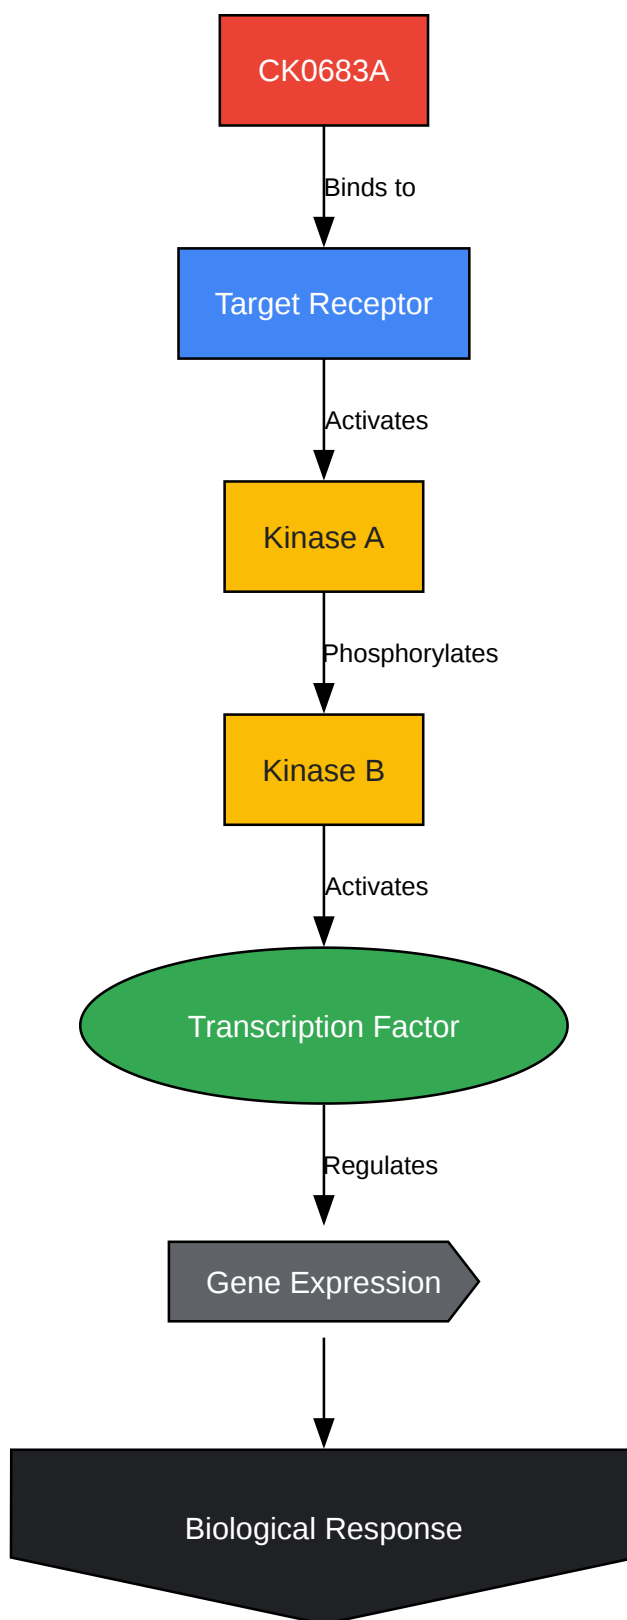 CK0683A
Binds to
Target Receptor
Activates
Kinase A
Phosphorylates
Kinase B
Activates
Transcription Factor
Regulates
Gene Expression
Biological Response